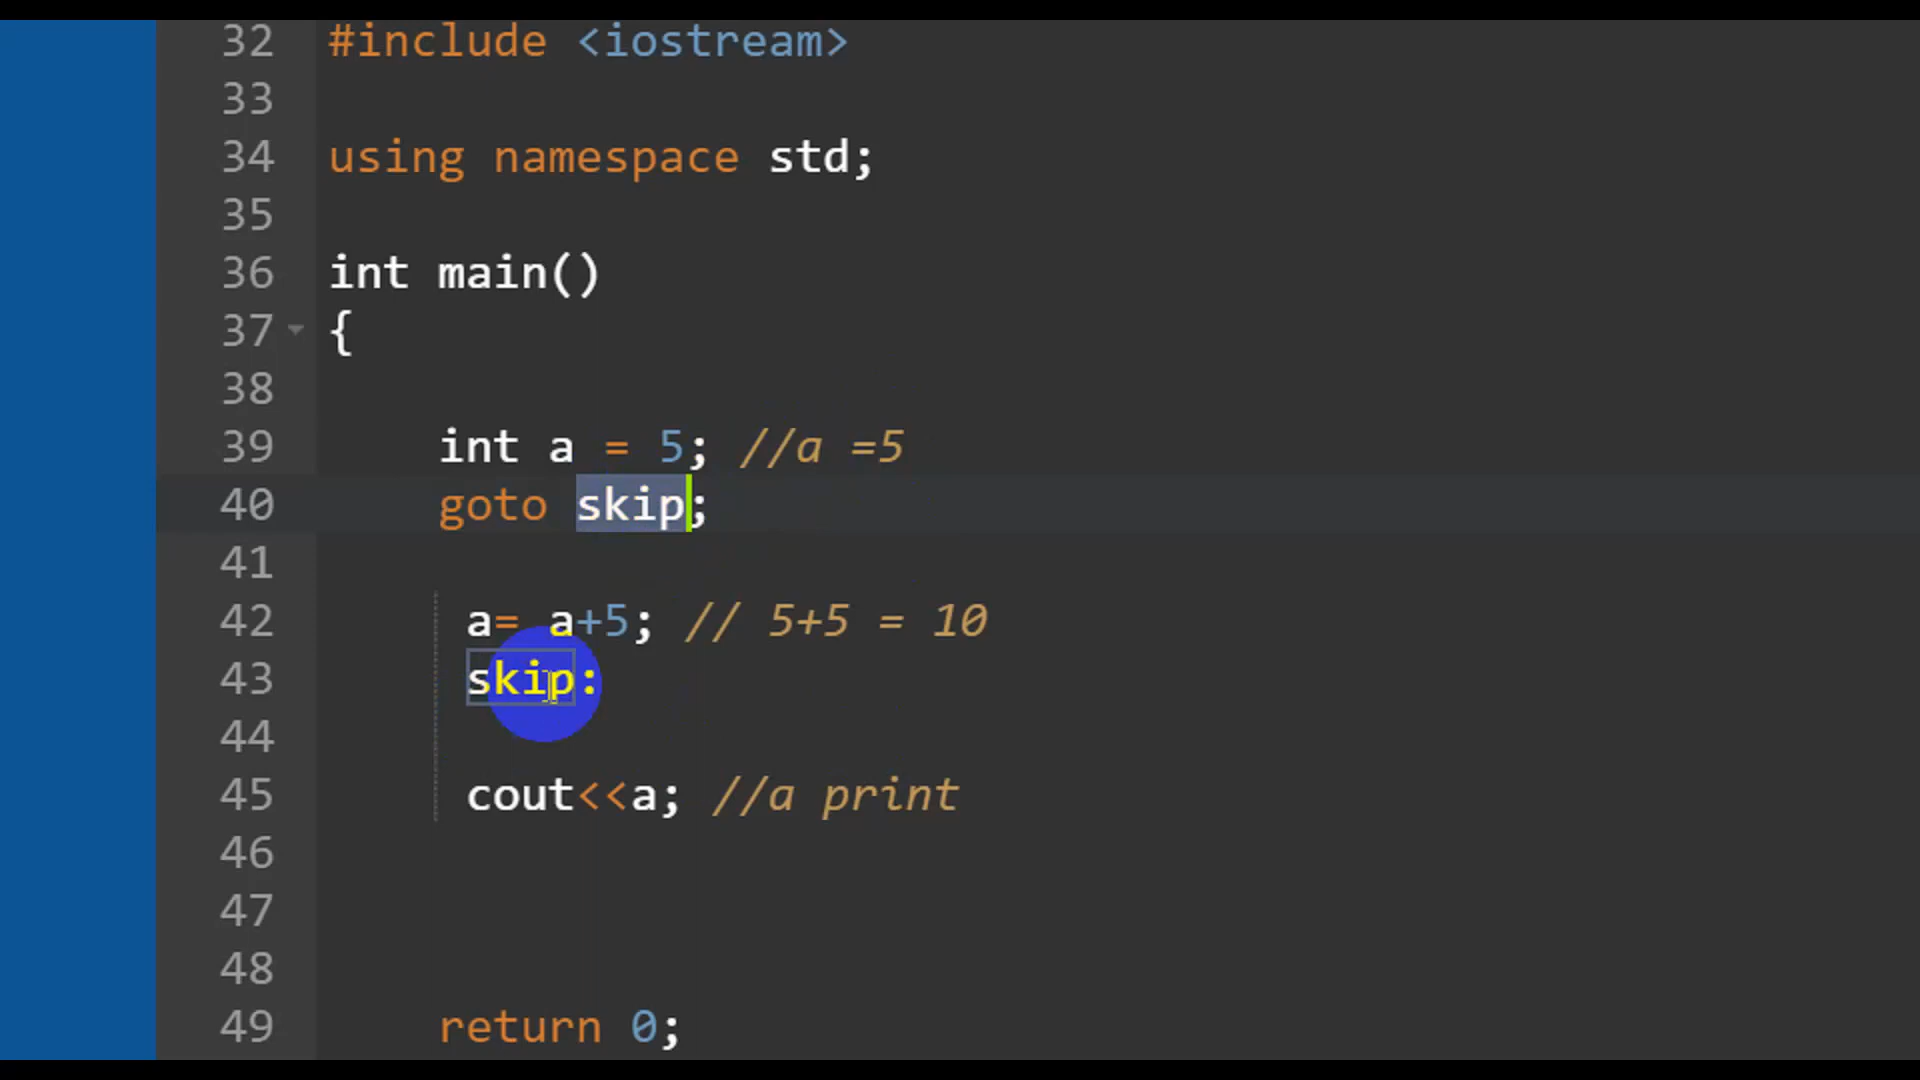 32 #include <iostream>
33
34 using namespace std;
35
36 int main()
37 {
38
39 int a = 5; //a =5
40 goto skip;
41
42 a= a+5; // 5+5 = 10
43 skip:
44
45 cout<<a; //a print
46
47
48
49 return 0;